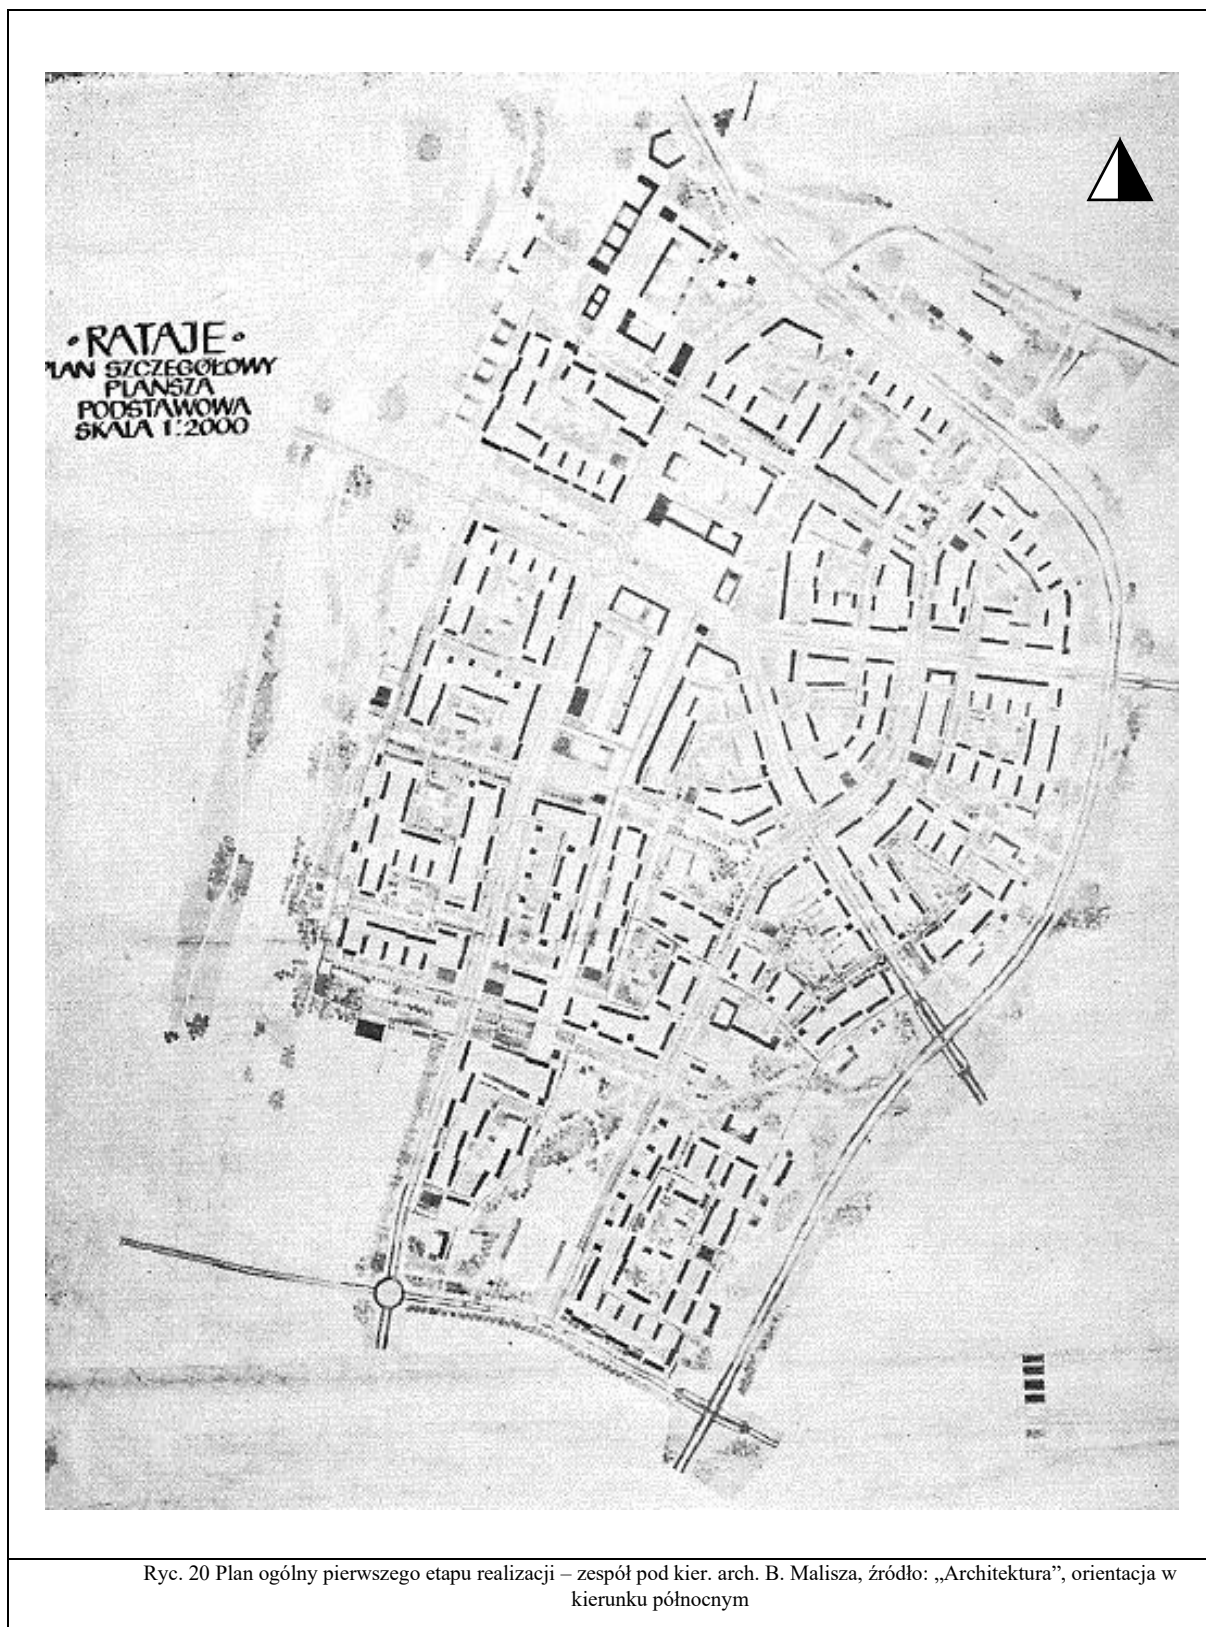 • RATAJE •
PLAN SZCZEGÓŁOWY
PLANSZA
PODSTAWOWA
SKALA 1:2000
Ryc. 20 Plan ogólny pierwszego etapu realizacji – zespół pod kier. arch. B. Malisza, źródło: „Architektura”, orientacja w
kierunku północnym